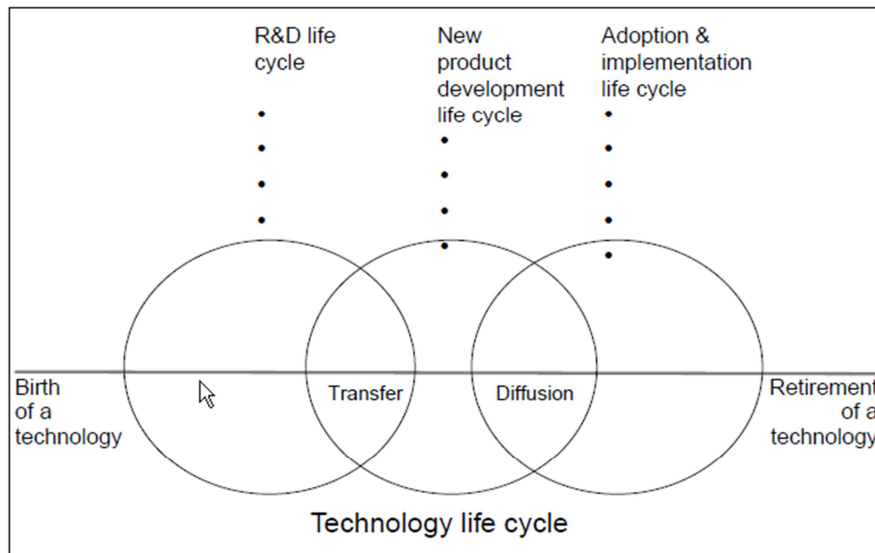 R&D life
cycle
New
product
development
life cycle
Adoption &
implementation
life cycle
Birth
of a
technology
Transfer
Diffusion
Retirement
of a
technology
Technology life cycle